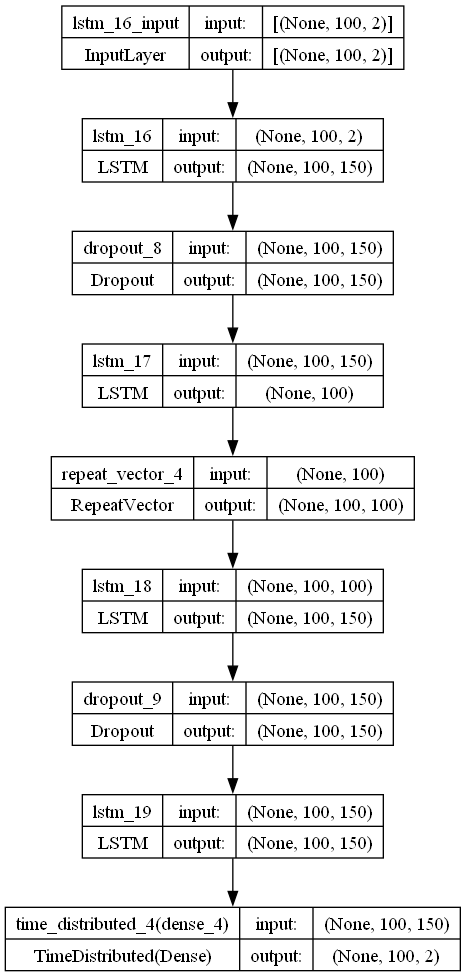 lstm_16_input input: [(None, 100, 2)]
InputLayer output: [(None, 100, 2)]
lstm_16 input: (None, 100, 2)
LSTM output: (None, 100, 150)
dropout_8 input: (None, 100, 150)
Dropout output: (None, 100, 150)
lstm_17 input: (None, 100, 150)
LSTM output: (None, 100)
repeat_vector_4 input: (None, 100)
RepeatVector output: (None, 100, 100)
lstm_18 input: (None, 100, 100)
LSTM output: (None, 100, 150)
dropout_9 input: (None, 100, 150)
Dropout output: (None, 100, 150)
lstm_19 input: (None, 100, 150)
LSTM output: (None, 100, 150)
time_distributed_4(dense_4) input: (None, 100, 150)
TimeDistributed(Dense) output: (None, 100, 2)